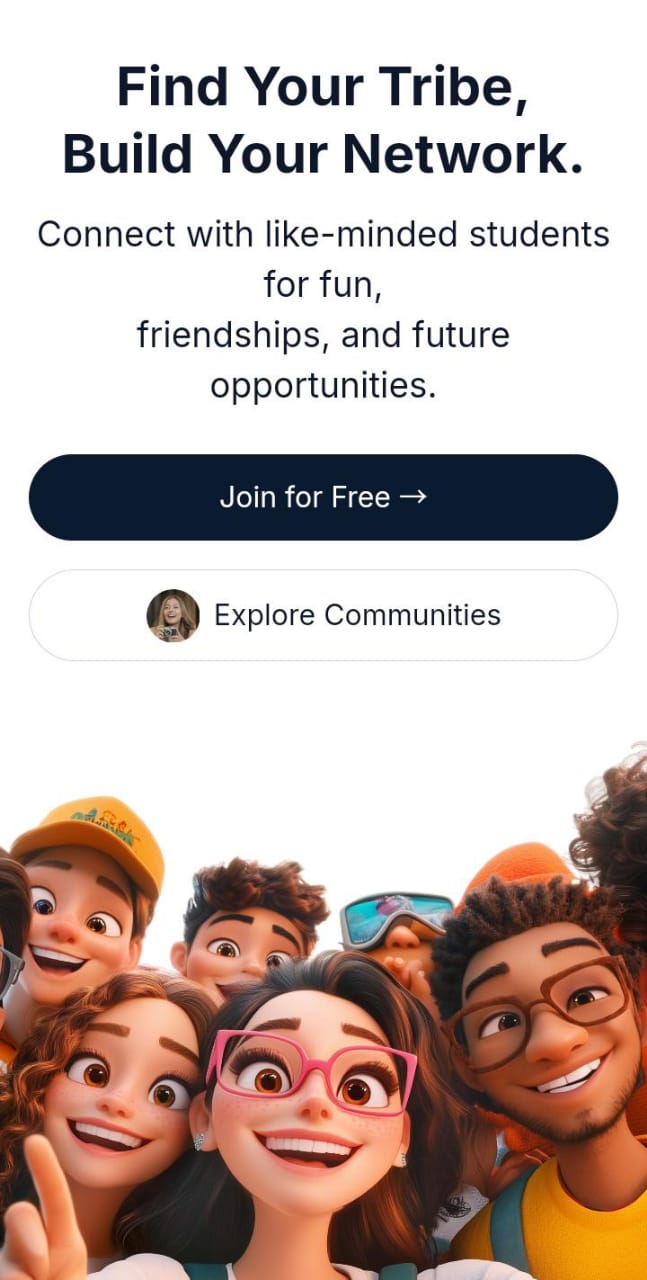 Find Your Tribe,
Build Your Network.
Connect with like-minded students
for fun,
friendships, and future
opportunities.
Join for Free →
Explore Communities